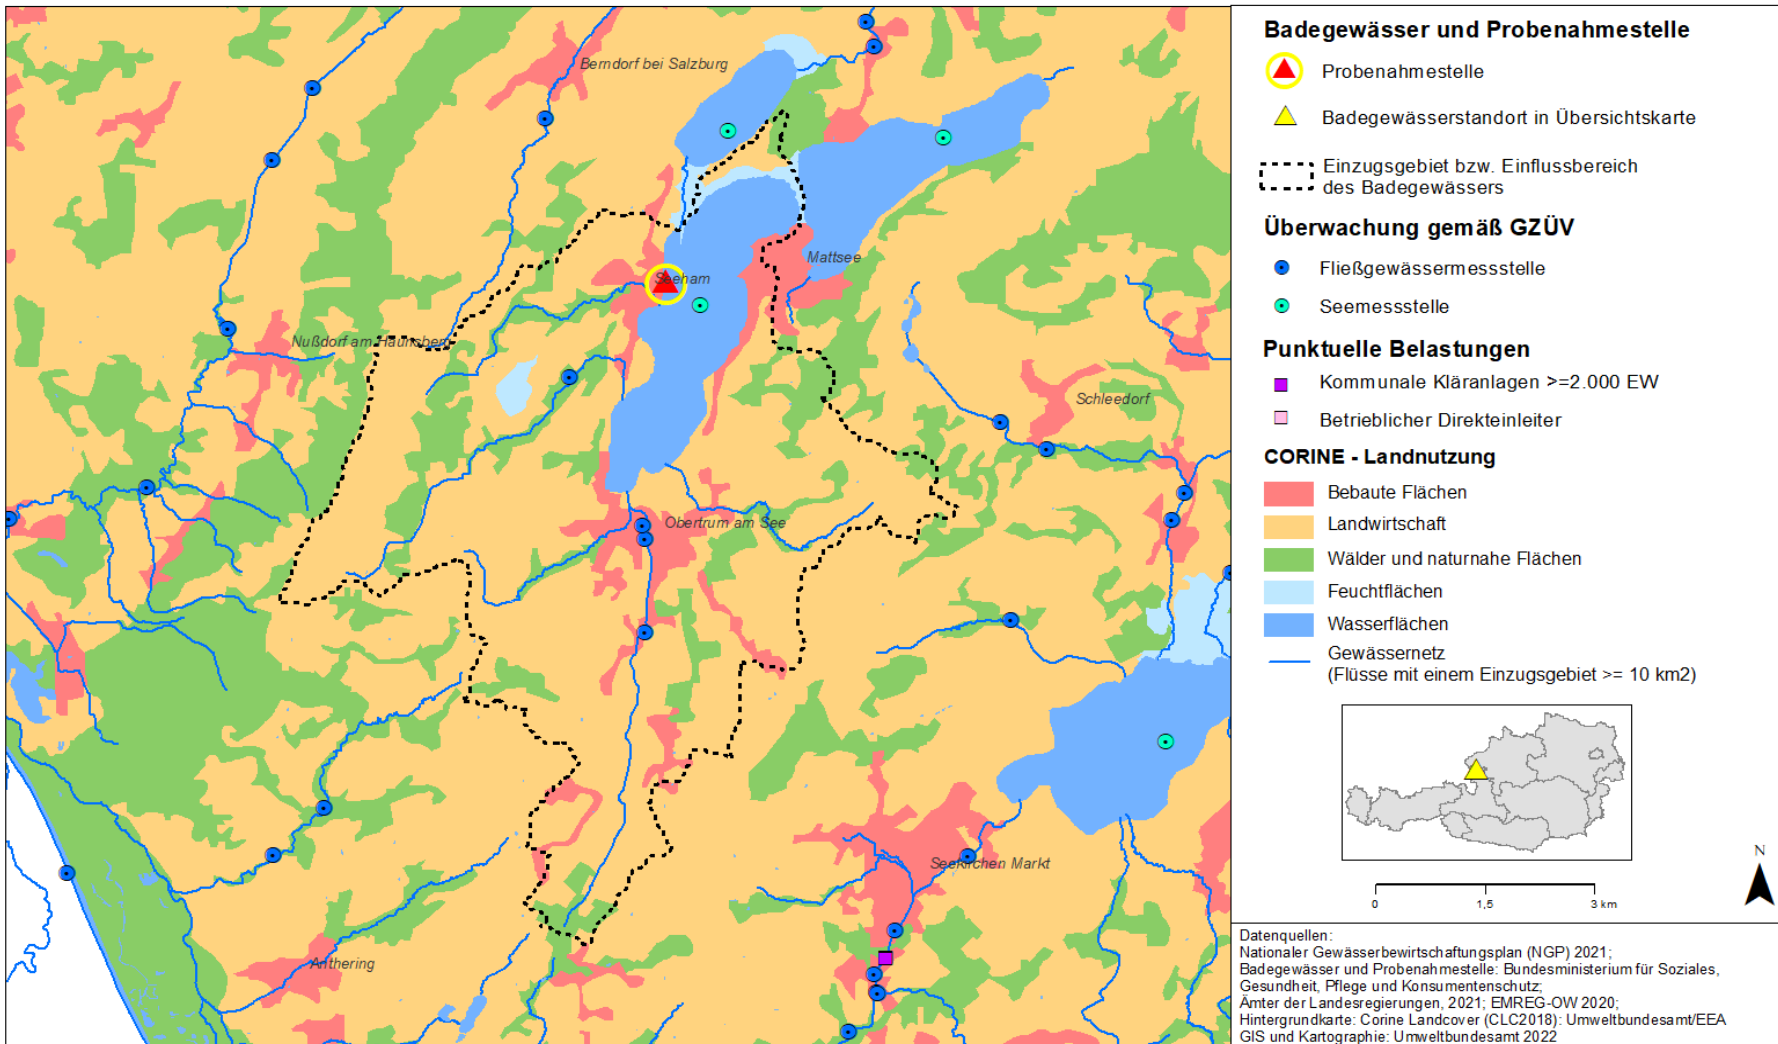 Berndorf bei Salzburg
Mattsee
Seeham
Nußdorf am Haunsberg
Schleedorf
Obertrum am See
Seekirchen Markt
Anthering
Badegewässer und Probenahmestelle
Probenahmestelle
Badegewässerstandort in Übersichtskarte
Einzugsgebiet bzw. Einflussbereich
des Badegewässers
Überwachung gemäß GZÜV
Fließgewässermessstelle
Seemessstelle
Punktuelle Belastungen
Kommunale Kläranlagen >=2.000 EW
Betrieblicher Direkteinleiter
CORINE - Landnutzung
Bebaute Flächen
Landwirtschaft
Wälder und naturnahe Flächen
Feuchtflächen
Wasserflächen
Gewässernetz
(Flüsse mit einem Einzugsgebiet >= 10 km2)
N
0 1,5 3 km
Datenquellen:
Nationaler Gewässerbewirtschaftungsplan (NGP) 2021;
Badegewässer und Probenahmestelle: Bundesministerium für Soziales,
Gesundheit, Pflege und Konsumentenschutz;
Ämter der Landesregierungen, 2021; EMREG-OW 2020;
Hintergrundkarte: Corine Landcover (CLC2018): Umweltbundesamt/EEA
GIS und Kartographie: Umweltbundesamt 2022